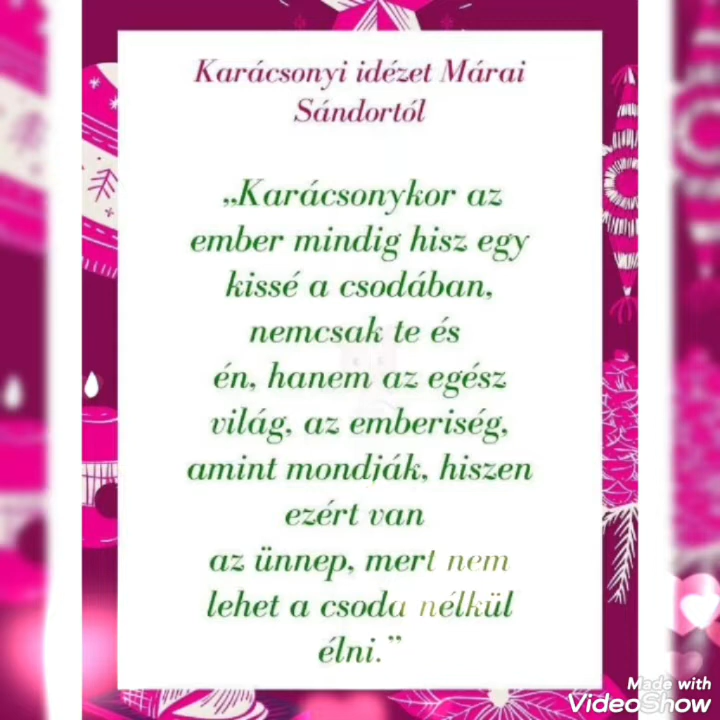 Karácsonyi idézet Márai
Sándortól
„Karácsonykor az
ember mindig hisz egy
kissé a csodában,
nemcsak te és
én, hanem az egész
világ, az emberiség,
amint mondják, hiszen
ezért van
az ünnep, mert nem
lehet a csoda nélkül
élni.”
Made with
VideoShow